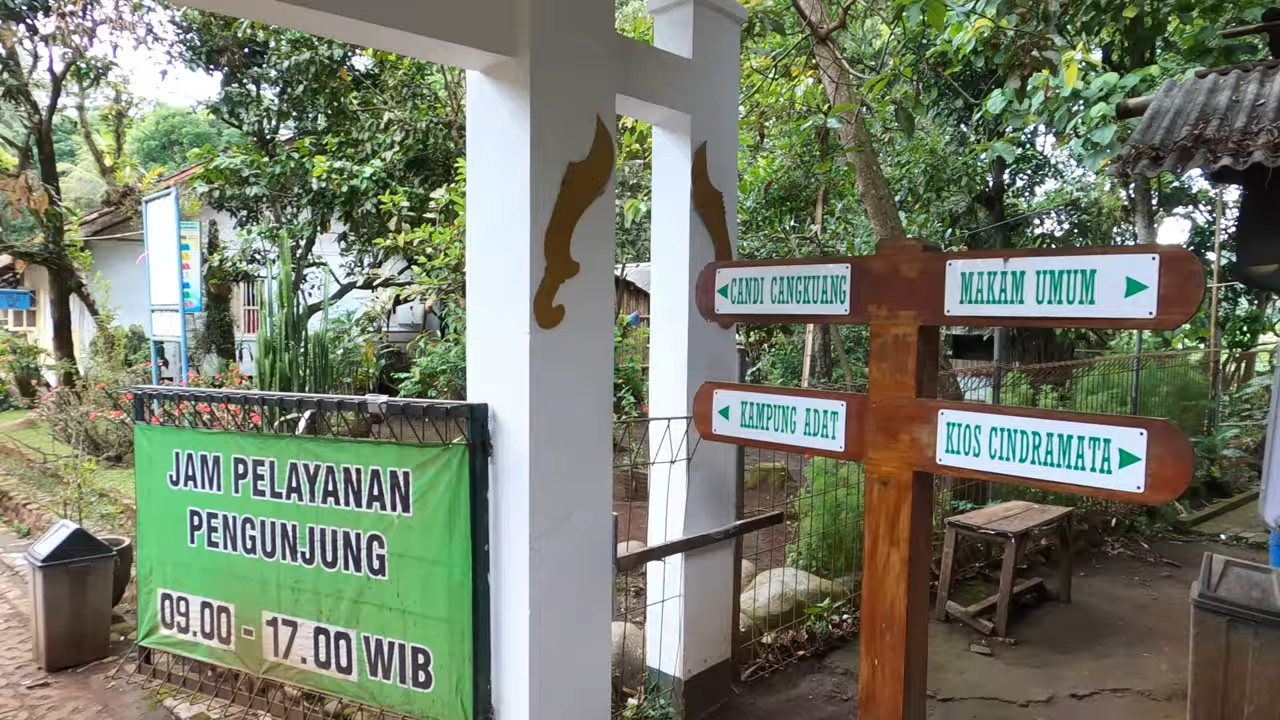 JAM PELAYANAN
PENGUNJUNG
09.00 - 17.00 WIB
CANDI CANGKUANG
MAKAM UMUM
KAMPUNG ADAT
KIOS CINDRAMATA